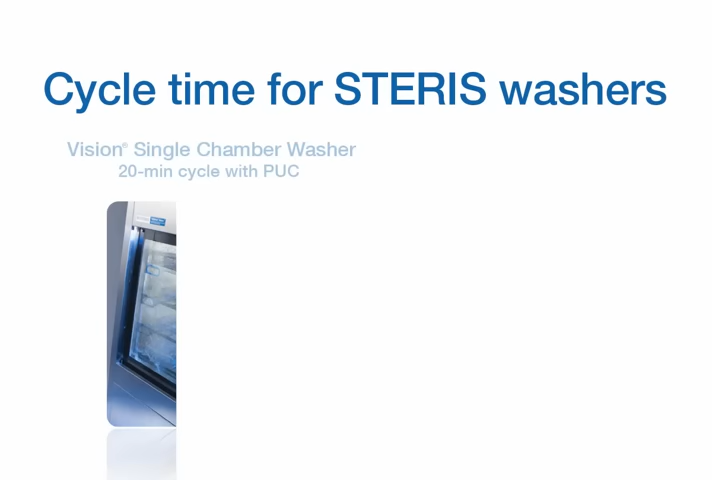 Cycle time for STERIS washers
Vision® Single Chamber Washer
20-min cycle with PUC